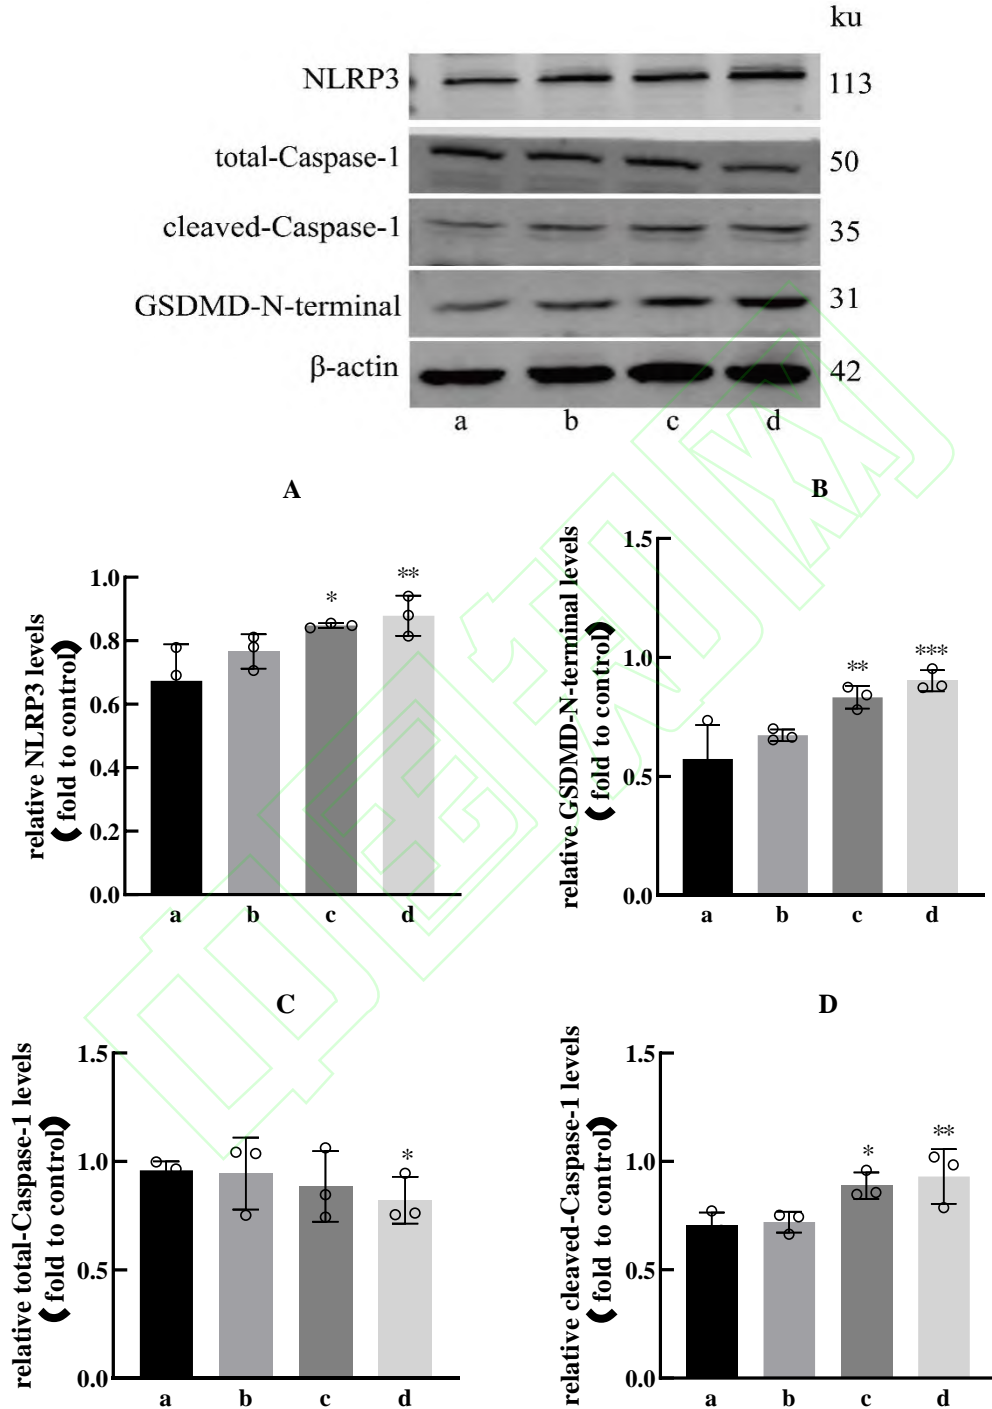 ku
NLRP3 113
total-Caspase-1 50
cleaved-Caspase-1 35
GSDMD-N-terminal 31
β-actin 42
a b c d
A
relative NLRP3 levels
(fold to control)
1.0
0.8
0.6
0.4
0.2
0.0
* **
a b c d
B
relative GSDMD-N-terminal levels
(fold to control)
1.5
1.0
0.5
0.0
** ***
a b c d
C
relative total-Caspase-1 levels
(fold to control)
1.5
1.0
0.5
0.0
*
a b c d
D
relative cleaved-Caspase-1 levels
(fold to control)
1.5
1.0
0.5
0.0
* **
a b c d